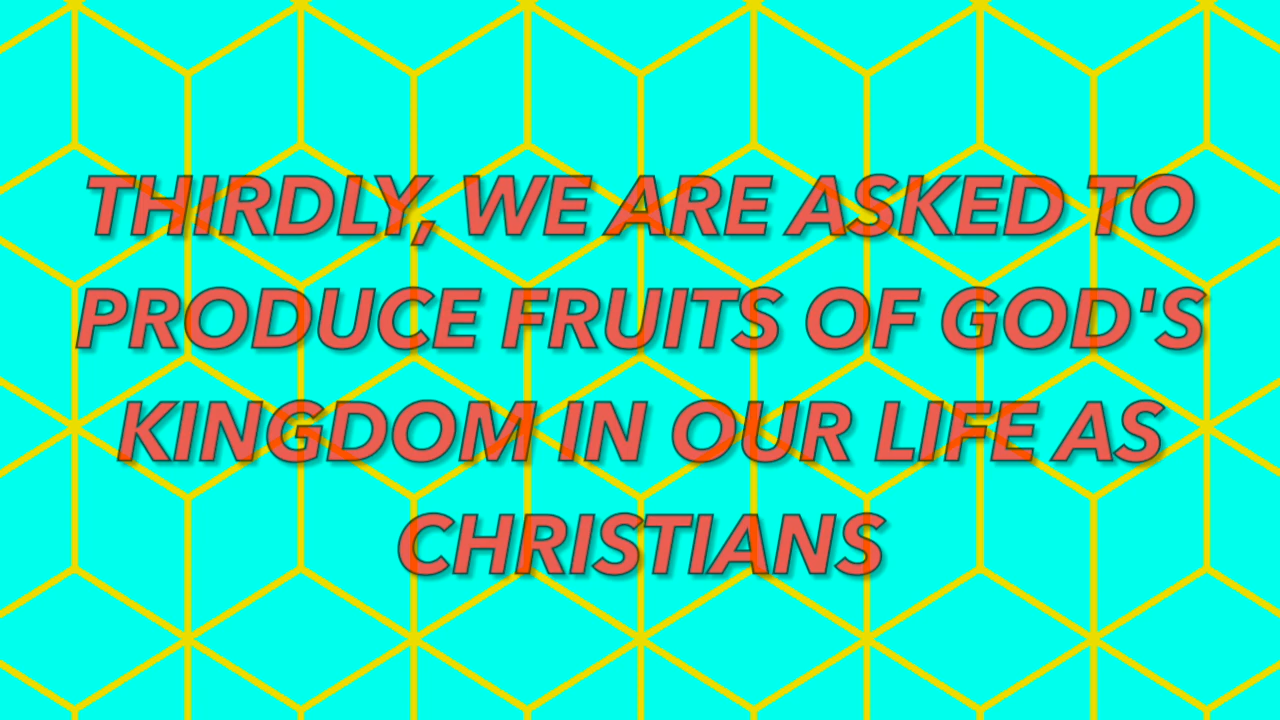 THIRDLY, WE ARE ASKED TO
PRODUCE FRUITS OF GOD'S
KINGDOM IN OUR LIFE AS
CHRISTIANS